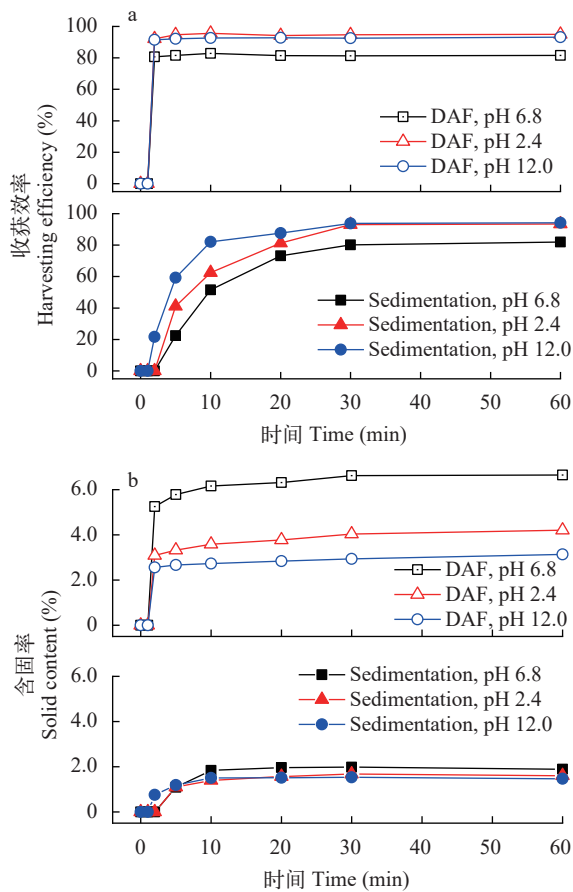 a
100
80
60
40
20
0
DAF, pH 6.8
DAF, pH 2.4
DAF, pH 12.0
收获效率
Harvesting efficiency (%)
100
80
60
40
20
0
Sedimentation, pH 6.8
Sedimentation, pH 2.4
Sedimentation, pH 12.0
0 10 20 30 40 50 60
时间 Time (min)
b
6.0
4.0
2.0
0
DAF, pH 6.8
DAF, pH 2.4
DAF, pH 12.0
含固率
Solid content (%)
6.0
4.0
2.0
0
Sedimentation, pH 6.8
Sedimentation, pH 2.4
Sedimentation, pH 12.0
0 10 20 30 40 50 60
时间 Time (min)